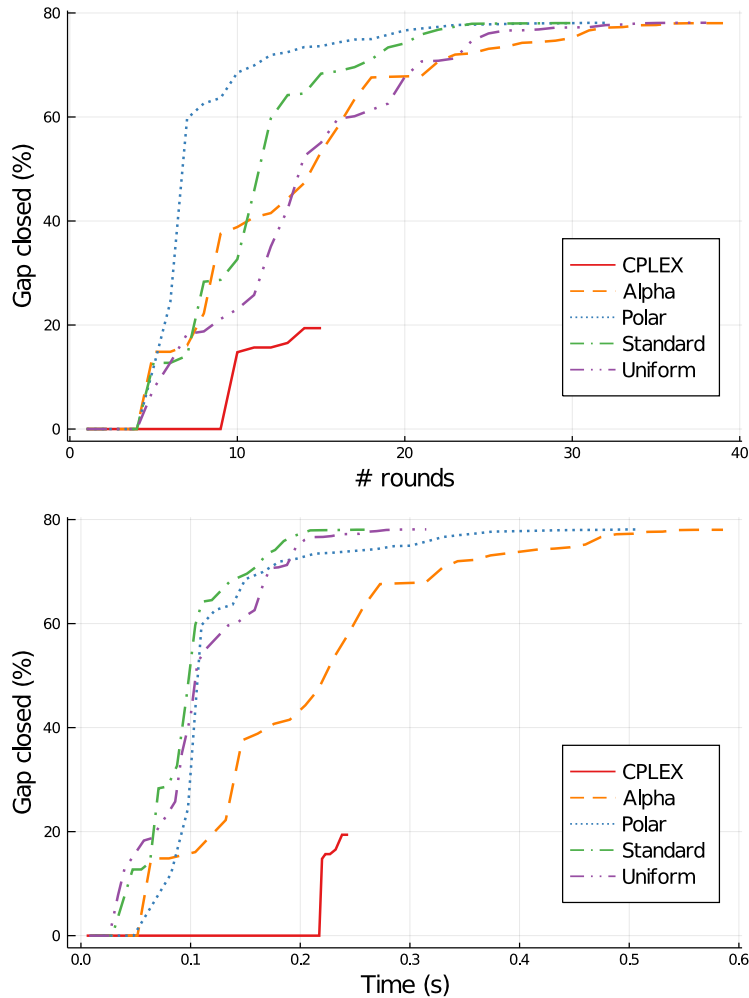 80
60
40
20
0
Gap closed (%)
CPLEX
Alpha
Polar
Standard
Uniform
0 10 20 30 40
# rounds
80
60
40
20
0
Gap closed (%)
CPLEX
Alpha
Polar
Standard
Uniform
0.0 0.1 0.2 0.3 0.4 0.5 0.6
Time (s)